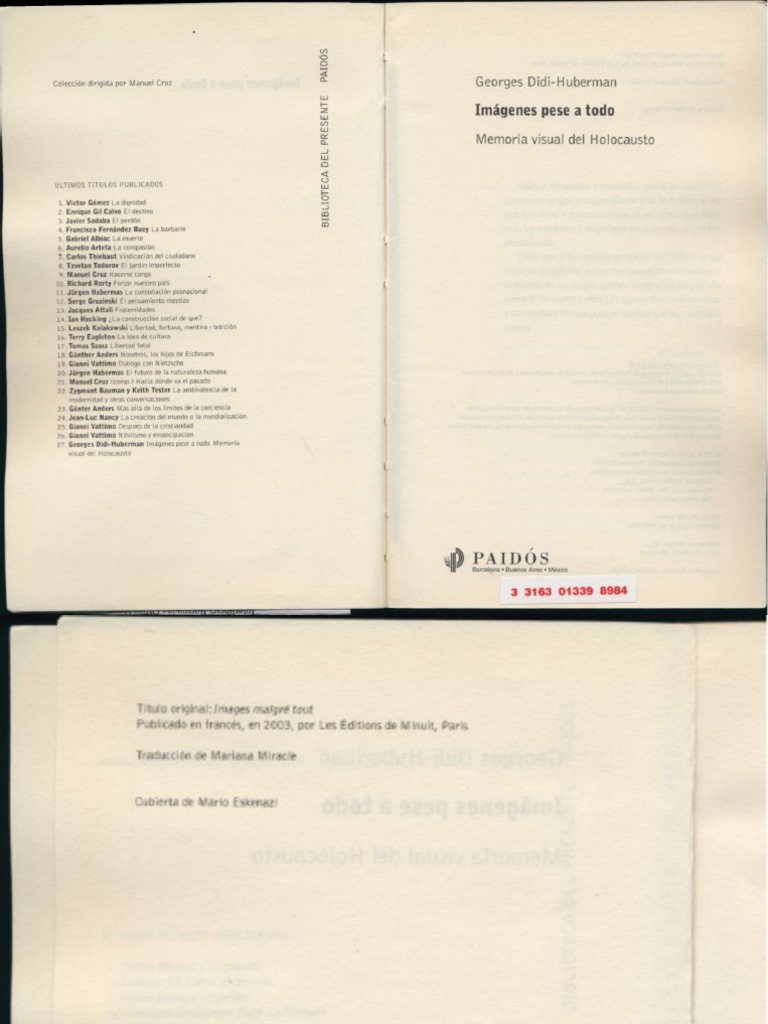 Colección dirigida por Manuel Cruz
BIBLIOTECA DEL PRESENTE PAIDÓS
ÚLTIMOS TÍTULOS PUBLICADOS
1. Victor Gómez La dignidad
2. Enrique Gil Calvo El destino
3. Javier Sadaba El perdón
4. Francisco Fernández Buey La barbarie
5. Gabriel Albiac La muerte
6. Aurelio Arteta La compasión
7. Carlos Thiebaut Vindicación del ciudadano
8. Tzvetan Todorov El jardín imperfecto
9. Manuel Cruz Hacerse cargo
10. Richard Rorty Forjar nuestro país
11. Jürgen Habermas La constelación posnacional
12. Serge Gruzinski El pensamiento mestizo
13. Jacques Attali Fraternidades
14. Ian Hacking ¿La construcción social de qué?
15. Leszek Kolakowski Libertad, fortuna, mentira y traición
16. Terry Eagleton La idea de cultura
17. Tomas Szasz Libertad fatal
18. Günther Anders Nosotros, los hijos de Eichmann
19. Gianni Vattimo Diálogo con Nietzsche
20. Jürgen Habermas El futuro de la naturaleza humana
21. Manuel Cruz (comp.) Hacia dónde va el pasado
22. Zygmunt Bauman y Keith Tester La ambivalencia de la
modernidad y otras conversaciones
23. Günter Anders Más allá de los límites de la conciencia
24. Jean-Luc Nancy La creación del mundo o la mundialización
25. Gianni Vattimo Después de la cristiandad
26. Gianni Vattimo Nihilismo y emancipación
27. Georges Didi-Huberman Imágenes pese a todo. Memoria
visual del Holocausto
Georges Didi-Huberman
Imágenes pese a todo
Memoria visual del Holocausto
PAIDÓS
Barcelona • Buenos Aires • México
3 3163 01339 8984
Título original: Images malgré tout
Publicado en francés, en 2003, por Les Éditions de Minuit, París
Traducción de Mariana Miracle
Cubierta de Mario Eskenazi